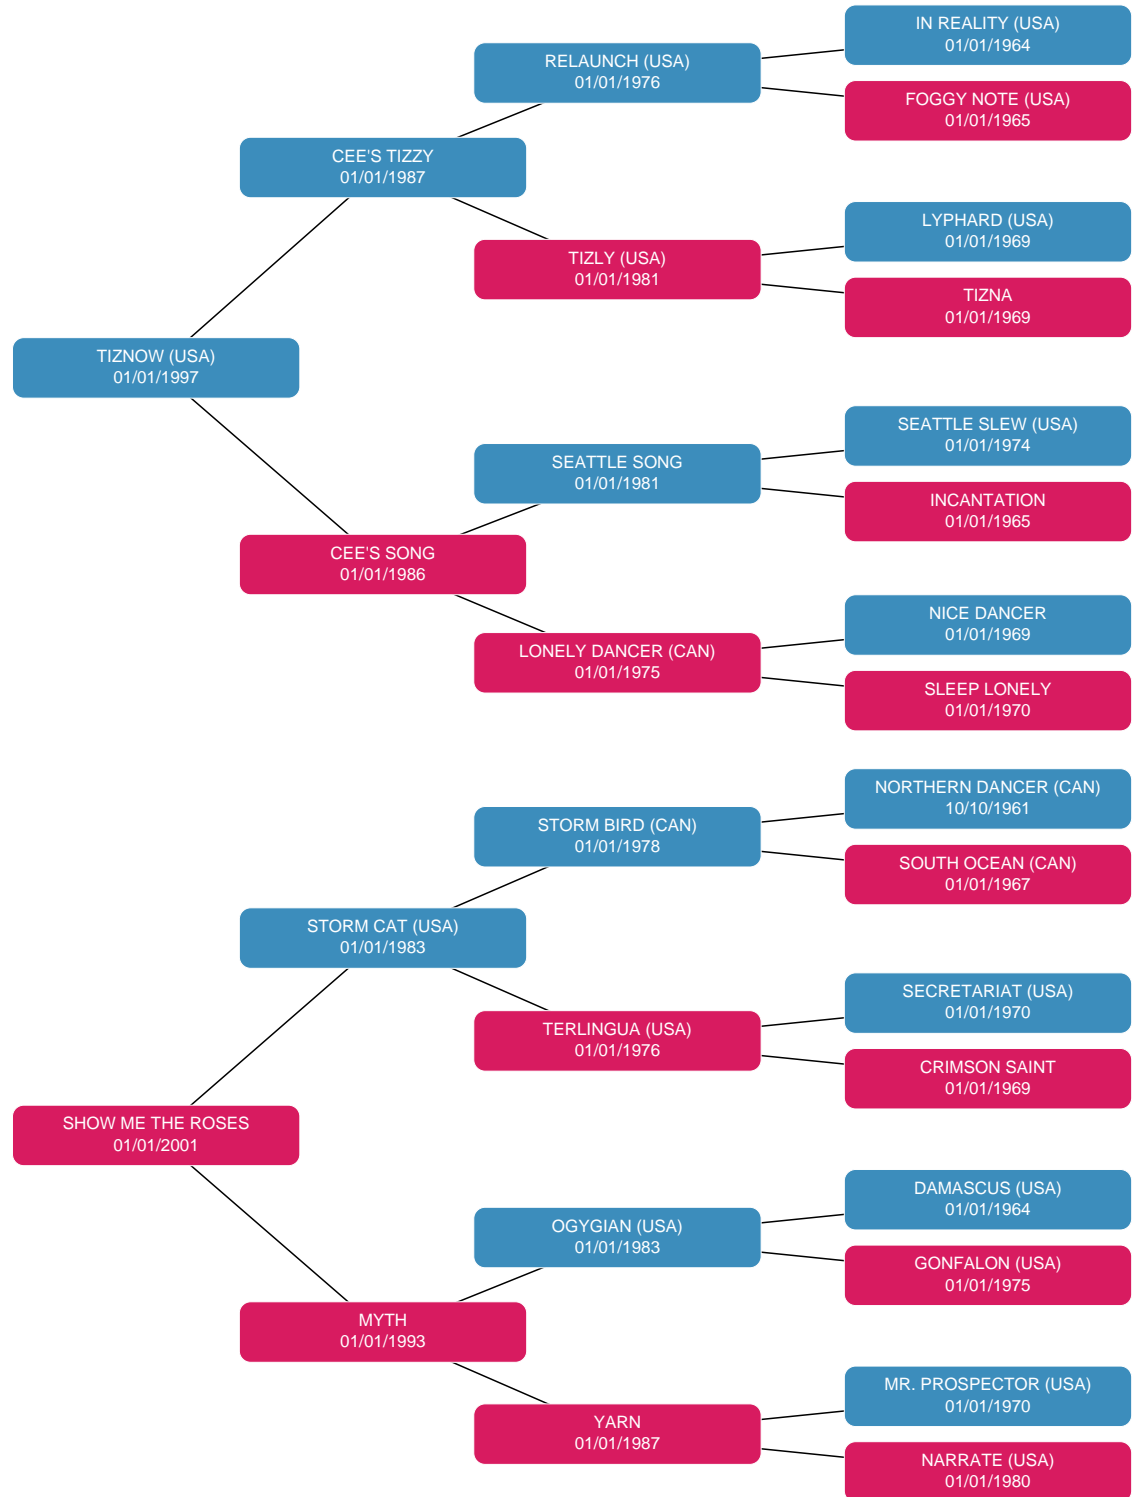 IN REALITY (USA)
01/01/1964
RELAUNCH (USA)
01/01/1976
FOGGY NOTE (USA)
01/01/1965
CEE'S TIZZY
01/01/1987
LYPHARD (USA)
01/01/1969
TIZLY (USA)
01/01/1981
TIZNA
01/01/1969
TIZNOW (USA)
01/01/1997
SEATTLE SLEW (USA)
01/01/1974
SEATTLE SONG
01/01/1981
INCANTATION
01/01/1965
CEE'S SONG
01/01/1986
NICE DANCER
01/01/1969
LONELY DANCER (CAN)
01/01/1975
SLEEP LONELY
01/01/1970
NORTHERN DANCER (CAN)
10/10/1961
STORM BIRD (CAN)
01/01/1978
SOUTH OCEAN (CAN)
01/01/1967
STORM CAT (USA)
01/01/1983
SECRETARIAT (USA)
01/01/1970
TERLINGUA (USA)
01/01/1976
CRIMSON SAINT
01/01/1969
SHOW ME THE ROSES
01/01/2001
DAMASCUS (USA)
01/01/1964
OGYGIAN (USA)
01/01/1983
GONFALON (USA)
01/01/1975
MYTH
01/01/1993
MR. PROSPECTOR (USA)
01/01/1970
YARN
01/01/1987
NARRATE (USA)
01/01/1980